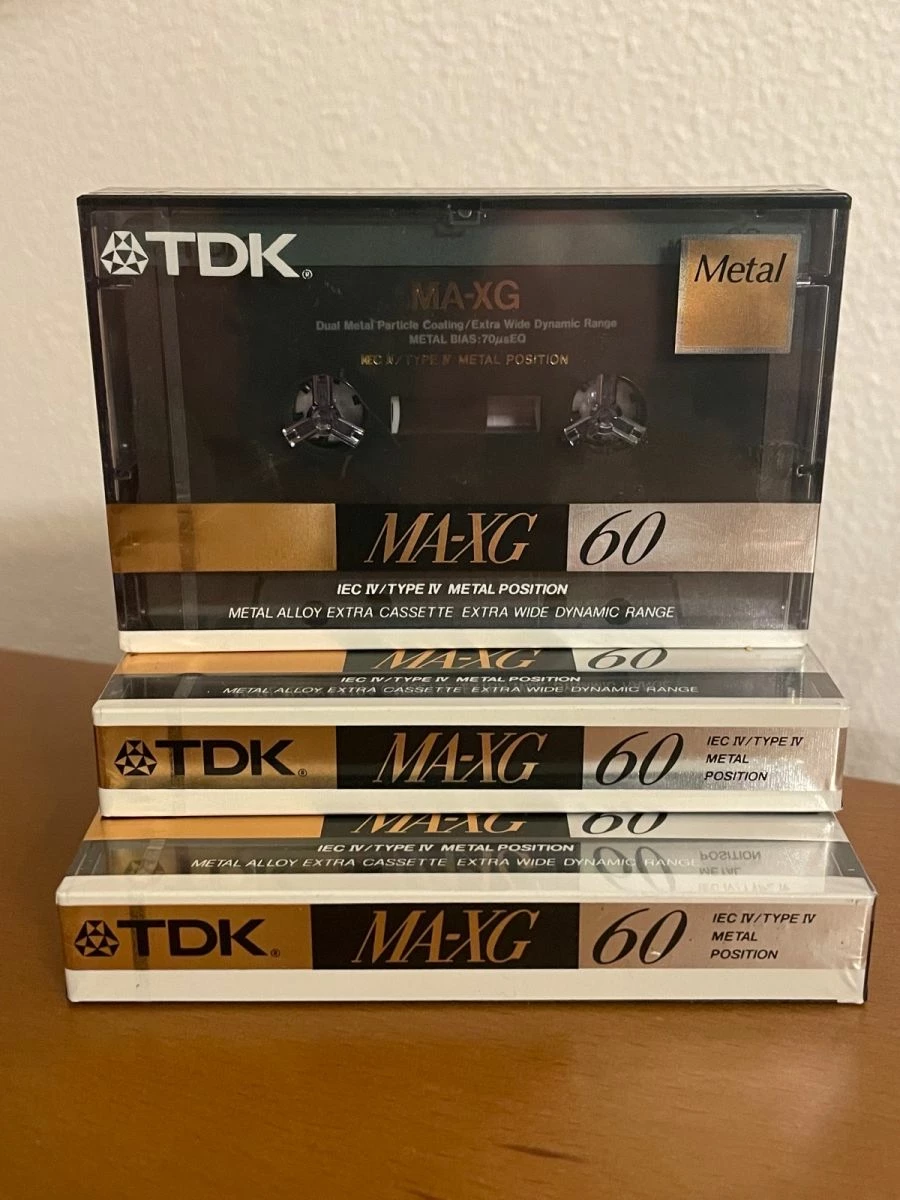 TDK®
Metal
MA-XG
Dual Metal Particle Coating/Extra Wide Dynamic Range
METAL BIAS:70µsEQ
IEC IV/TYPE IV METAL POSITION
MA-XG 60
IEC IV/TYPE IV METAL POSITION
METAL ALLOY EXTRA CASSETTE EXTRA WIDE DYNAMIC RANGE
MA-XG 60
IEC IV/TYPE IV METAL POSITION
METAL ALLOY EXTRA CASSETTE EXTRA WIDE DYNAMIC RANGE
TDK® MA-XG 60 IEC IV/TYPE IV
METAL
POSITION
MA-XG 60
IEC IV/TYPE IV METAL POSITION
METAL ALLOY EXTRA CASSETTE EXTRA WIDE DYNAMIC RANGE
TDK® MA-XG 60 IEC IV/TYPE IV
METAL
POSITION